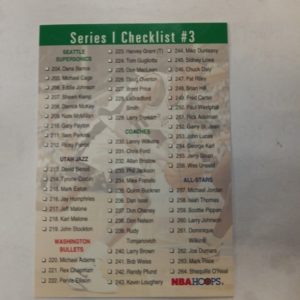 Series I Checklist #3
SEATTLE
SUPERSONICS
204. Dana Barros
205. Michael Cage
206. Eddie Johnson
207. Shawn Kemp
208. Derrick McKey
209. Nate McMillan
210. Gary Payton
211. Sam Perkins
212. Ricky Pierce
UTAH JAZZ
213. David Benoit
214. Tyrone Corbin
215. Mark Eaton
216. Jay Humphries
217. Jeff Malone
218. Karl Malone
219. John Stockton
WASHINGTON
BULLETS
220. Michael Adams
221. Rex Chapman
222. Pervis Ellison
223. Harvey Grant (T)
224. Tom Gugliotta
225. Don MacLean
226. Doug Overton
227. Brent Price
228. LaBradford
Smith
229. Larry Stewart
COACHES
230. Lenny Wilkens
231. Chris Ford
232. Allan Bristow
233. Phil Jackson
234. Mike Fratello
235. Quinn Buckner
236. Dan Issel
237. Don Chaney
238. Don Nelson
239. Rudy
Tomjanovich
240. Larry Brown
241. Bob Weiss
242. Randy Pfund
243. Kevin Loughery
244. Mike Dunleavy
245. Sidney Lowe
246. Chuck Daly
247. Pat Riley
248. Brian Hill
249. Fred Carter
250. Paul Westphal
251. Rick Adelman
252. Garry St. Jean
253. John Lucas
254. George Karl
255. Jerry Sloan
256. Wes Unseld
ALL-STARS
257. Michael Jordan
258. Isiah Thomas
259. Scottie Pippen
260. Larry Johnson
261. Dominique
Wilkins
262. Joe Dumars
263. Mark Price
264. Shaquille O'Neal
NBA HOOPS